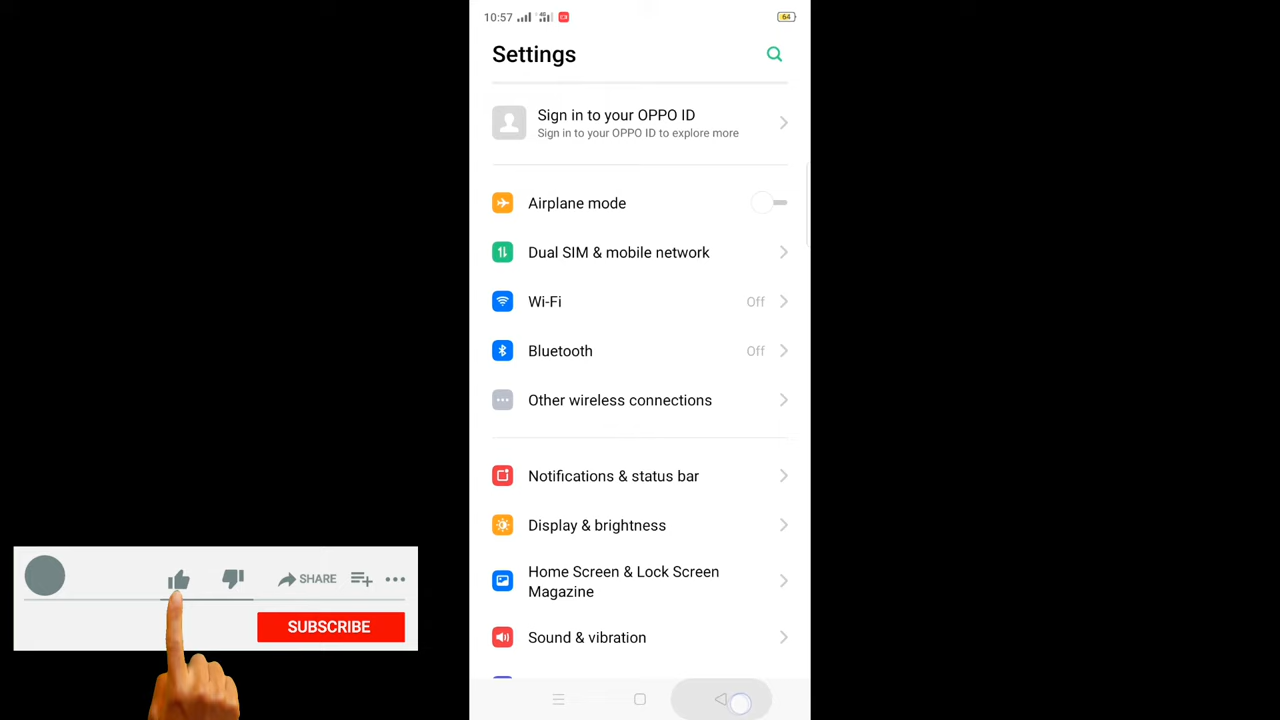 10:57
4G
64
Settings
Sign in to your OPPO ID
Sign in to your OPPO ID to explore more
Airplane mode
Dual SIM & mobile network
Wi-Fi Off
Bluetooth Off
Other wireless connections
Notifications & status bar
Display & brightness
Home Screen & Lock Screen
Magazine
Sound & vibration
SHARE
SUBSCRIBE